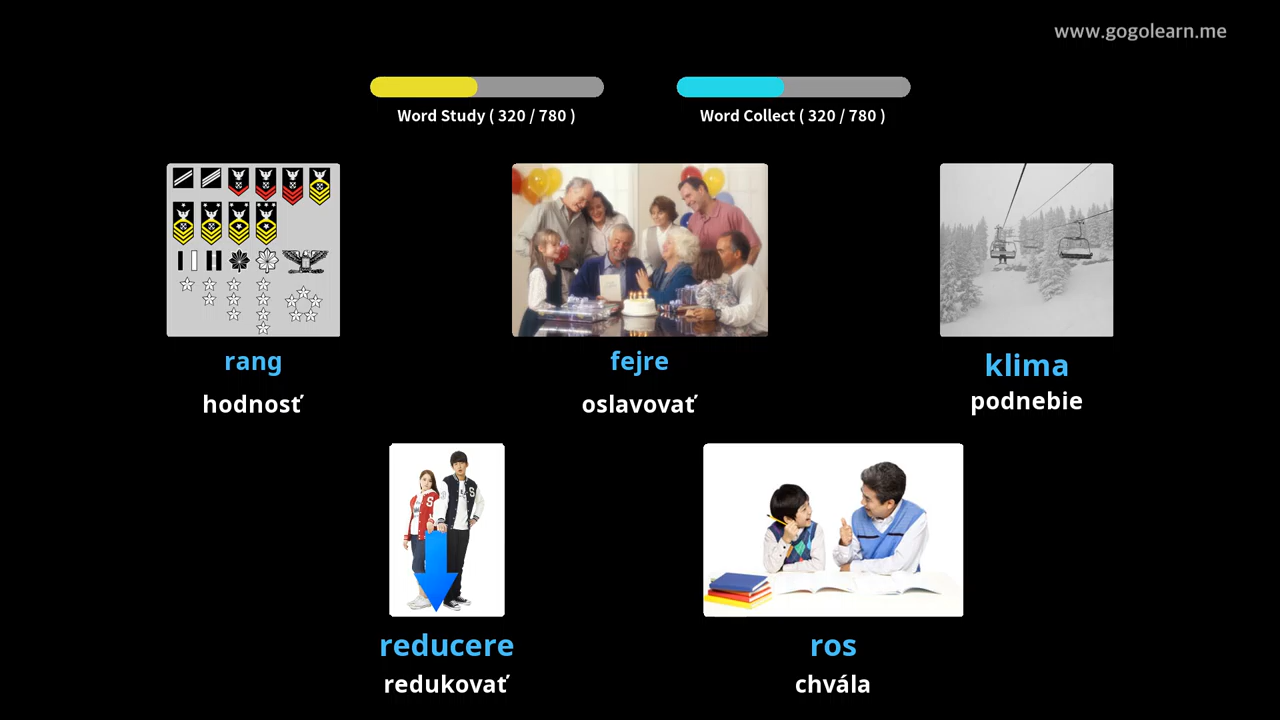 www.gogolearn.me
Word Study ( 320 / 780 )
Word Collect ( 320 / 780 )
rang
hodnosť
fejre
oslavovať
klima
podnebie
reducere
redukovať
ros
chvála